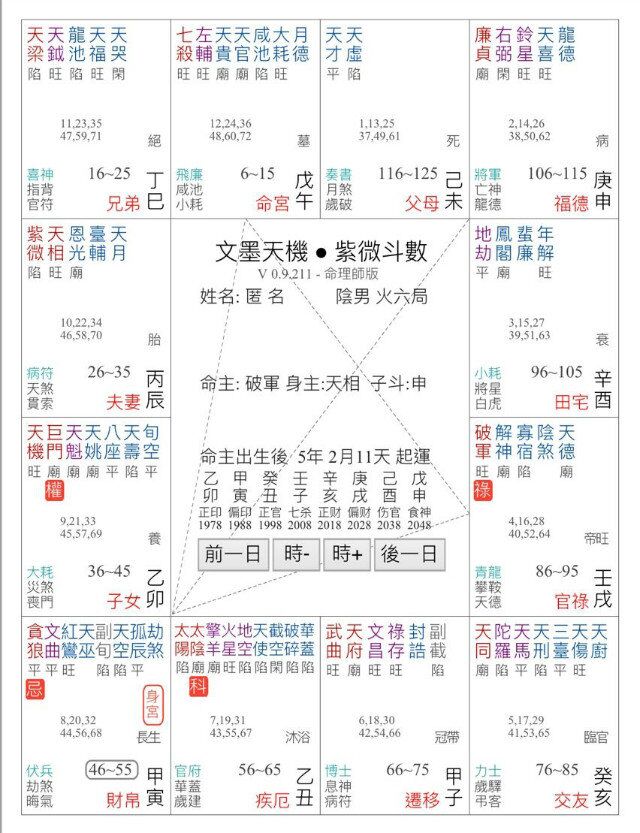 天天龍天天
梁鉞池福哭
陷旺陷旺閑
11,23,35
47,59,71
絕
喜神
指背
官符
16~25
兄弟
丁巳
七左天天咸大月
殺輔貴官池耗德
旺旺廟廟陷旺
12,24,36
48,60,72
墓
飛廉
咸池
小耗
6~15
命宮
戊午
天天
才虛
平陷
1,13,25
37,49,61
死
奏書
月煞
歲破
116~125
父母
己未
廉右鈴天龍
貞弼星喜德
廟閑旺旺
2,14,26
38,50,62
病
將軍
亡神
龍德
106~115
福德
庚申
紫天恩臺天
微相光輔月
陷旺廟
10,22,34
46,58,70
胎
病符
天煞
貫索
26~35
夫妻
丙辰
文墨天機 ● 紫微斗數
V 0.9.211 - 命理師版
姓名: 匿 名 陰男 火六局
命主: 破軍 身主:天相 子斗:申
命主出生後 5年 2月11天 起運
乙 甲 癸 壬 辛 庚 己 戊
卯 寅 丑 子 亥 戌 酉 申
正印 偏印 正官 七杀 正财 偏财 伤官 食神
1978 1988 1998 2008 2018 2028 2038 2048
前一日 時- 時+ 後一日
地鳳蜚年
劫閣廉解
平廟 旺
3,15,27
39,51,63
衰
小耗
將星
白虎
96~105
田宅
辛酉
天巨天天八天旬
機門魁姚座壽空
旺廟廟廟平陷平
權
9,21,33
45,57,69
養
大耗
災煞
喪門
36~45
子女
乙卯
破解寡陰天
軍神宿煞德
旺廟陷 廟
祿
4,16,28
40,52,64
帝旺
青龍
攀鞍
天德
86~95
官祿
壬戌
貪文紅天副天孤劫
狼曲鸞巫旬空辰煞
平平旺 陷陷平
忌
身宮
8,20,32
44,56,68
長生
伏兵
劫煞
晦氣
46~55
財帛
甲寅
太太擎火地天截破華
陽陰羊星空使空碎蓋
陷廟廟旺陷陷陷陷陷
科
7,19,31
43,55,67
沐浴
官府
華蓋
歲建
56~65
疾厄
乙丑
武天文祿封副
曲府昌存誥截
旺廟旺旺 陷
6,18,30
42,54,66
冠帶
博士
息神
病符
66~75
遷移
甲子
天陀天天三天天
同羅馬刑臺傷廚
廟陷平陷平旺
5,17,29
41,53,65
臨官
力士
歲驛
弔客
76~85
交友
癸亥